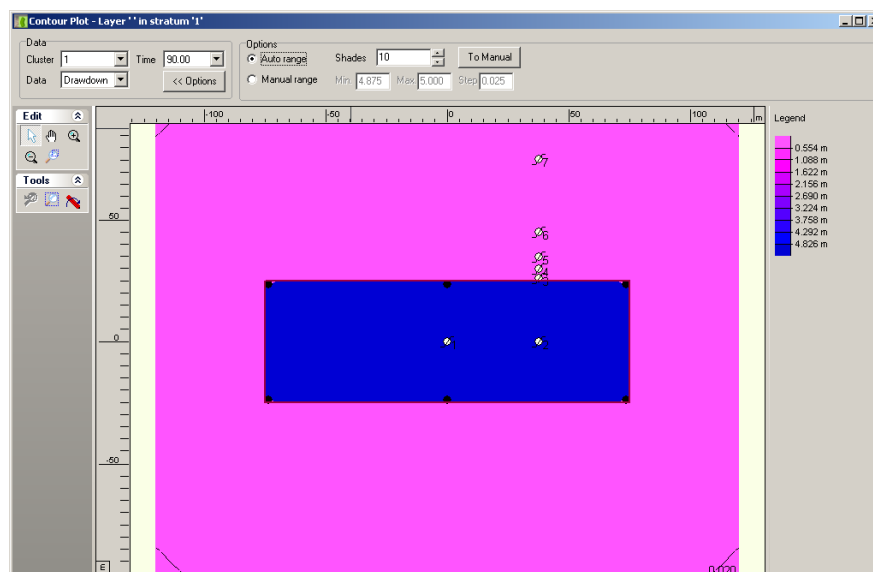 Contour Plot - Layer ' ' in stratum '1'
Data
Options
Cluster 1 Time 90.00
Auto range Shades 10 To Manual
Data Drawdown << Options
Manual range Min 4.875 Max 5.000 Step 0.025
Edit
Tools
-100 -50 0 50 100 m
Legend
0.554 m
1.088 m
1.622 m
2.156 m
2.690 m
3.224 m
3.758 m
4.292 m
4.826 m
7
50
6
5
4
0
1
2
-50
m
0.020